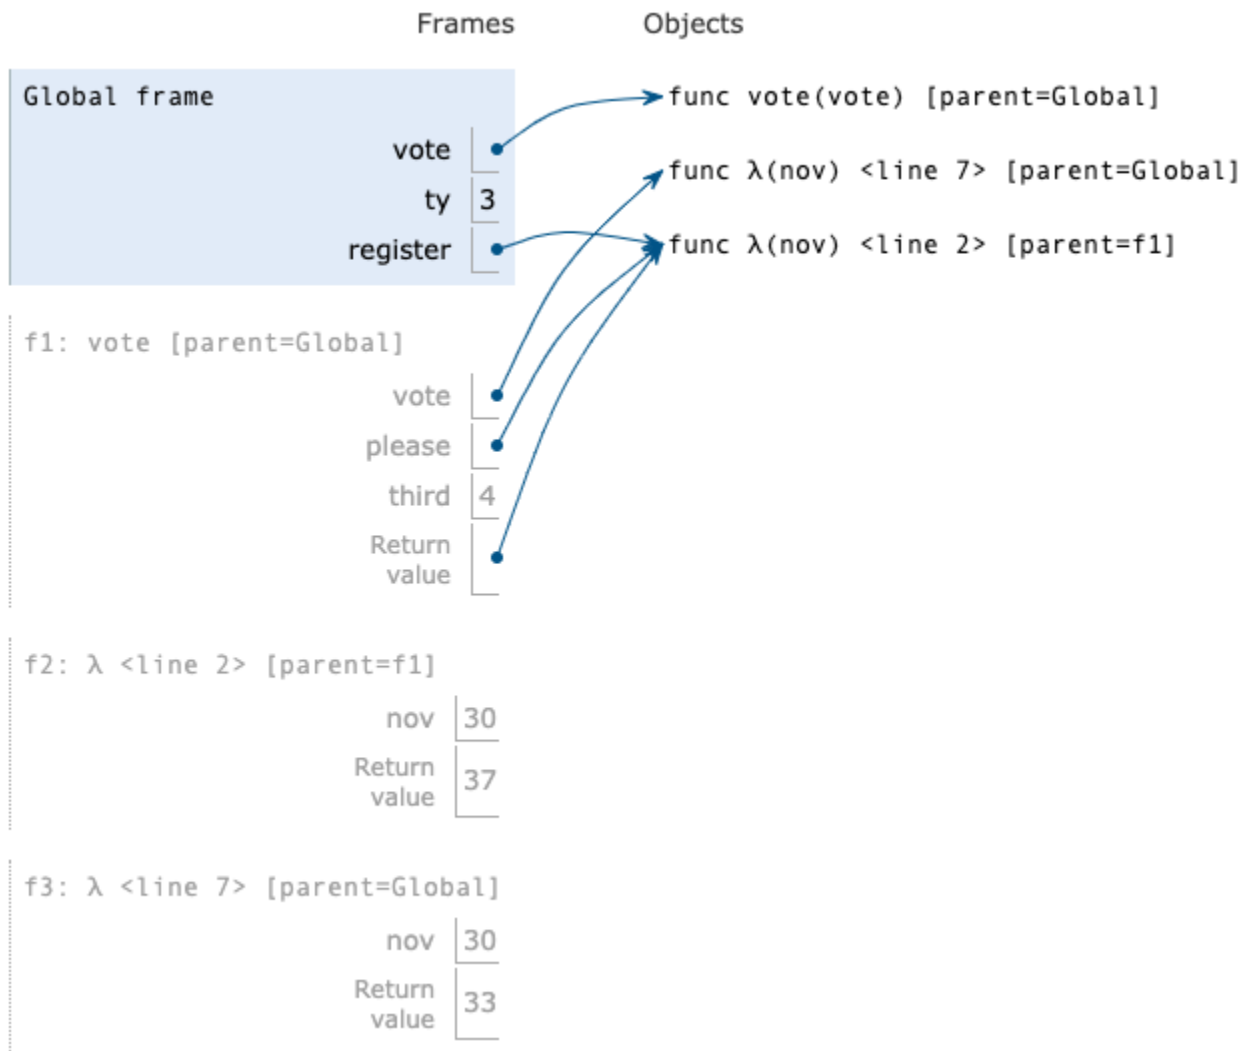 Frames Objects
Global frame
func vote(vote) [parent=Global]
vote
func λ(nov) <line 7> [parent=Global]
ty 3
register
func λ(nov) <line 2> [parent=f1]
f1: vote [parent=Global]
vote
please
third 4
Return
value
f2: λ <line 2> [parent=f1]
nov 30
Return
value 37
f3: λ <line 7> [parent=Global]
nov 30
Return
value 33